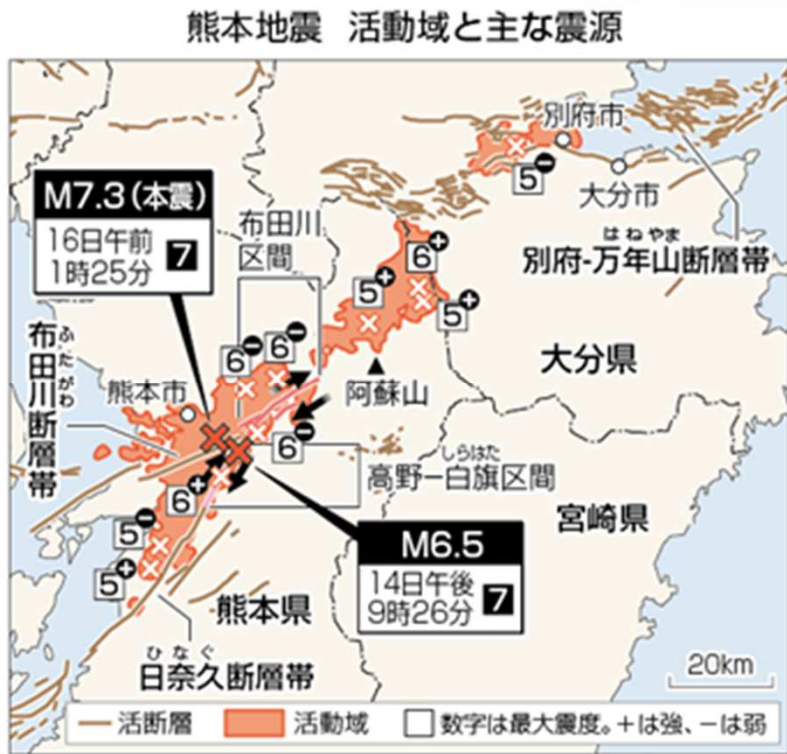 熊本地震 活動域と主な震源
別府市
5－
大分市
はねやま
別府-万年山断層帯
M7.3(本震)
16日午前
1時25分
7
布田川
区間
6＋
5＋
5＋
大分県
ふたがわ
布田川断層帯
6－
6－
熊本市
阿蘇山
6－
しらはた
高野ー白旗区間
6＋
宮崎県
5－
5＋
M6.5
14日午後
9時26分
7
熊本県
ひなぐ
日奈久断層帯
20km
活断層
活動域
数字は最大震度。＋は強、－は弱